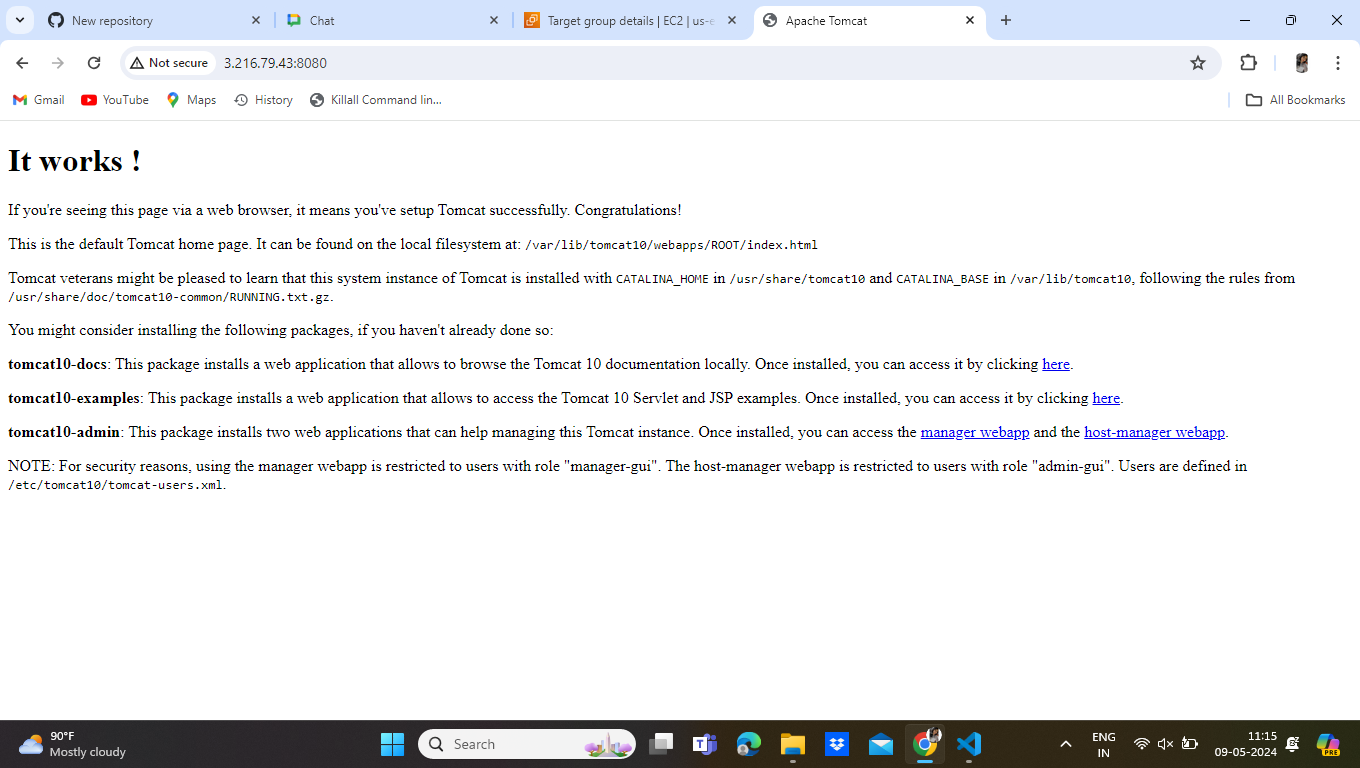 New repository
Chat
Target group details | EC2 | us-e
Apache Tomcat
Not secure
3.216.79.43:8080
Gmail
YouTube
Maps
History
Killall Command lin...
All Bookmarks
It works !
If you're seeing this page via a web browser, it means you've setup Tomcat successfully. Congratulations!
This is the default Tomcat home page. It can be found on the local filesystem at: /var/lib/tomcat10/webapps/ROOT/index.html
Tomcat veterans might be pleased to learn that this system instance of Tomcat is installed with CATALINA_HOME in /usr/share/tomcat10 and CATALINA_BASE in /var/lib/tomcat10, following the rules from
/usr/share/doc/tomcat10-common/RUNNING.txt.gz.
You might consider installing the following packages, if you haven't already done so:
tomcat10-docs: This package installs a web application that allows to browse the Tomcat 10 documentation locally. Once installed, you can access it by clicking here.
tomcat10-examples: This package installs a web application that allows to access the Tomcat 10 Servlet and JSP examples. Once installed, you can access it by clicking here.
tomcat10-admin: This package installs two web applications that can help managing this Tomcat instance. Once installed, you can access the manager webapp and the host-manager webapp.
NOTE: For security reasons, using the manager webapp is restricted to users with role "manager-gui". The host-manager webapp is restricted to users with role "admin-gui". Users are defined in
/etc/tomcat10/tomcat-users.xml.
90°F
Mostly cloudy
Search
ENG
IN
11:15
09-05-2024
PRE